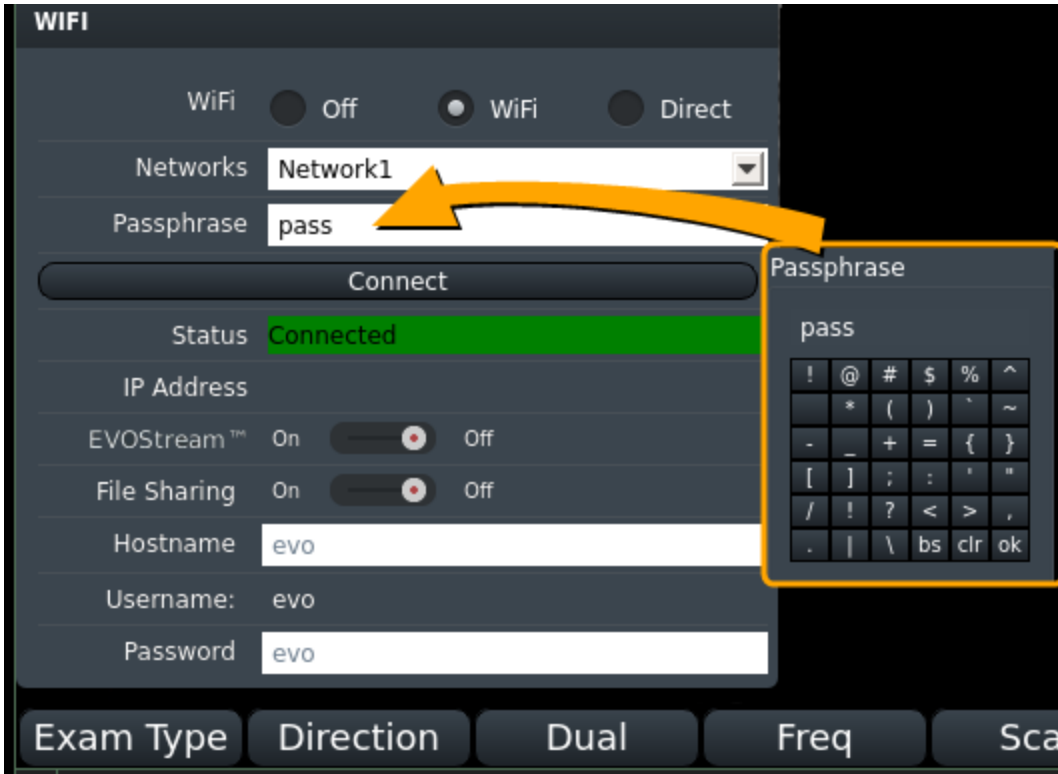 WIFI
WiFi Off WiFi Direct
Networks Network1
Passphrase pass
Connect
Status Connected
IP Address
EVOStream™ On Off
File Sharing On Off
Hostname evo
Username: evo
Password evo
Passphrase
pass
! @ # $ % ^
* ( ) ` ~
- _ + = { }
[ ] ; : ' "
/ ! ? < > ,
. | \ bs clr ok
Exam Type Direction Dual Freq